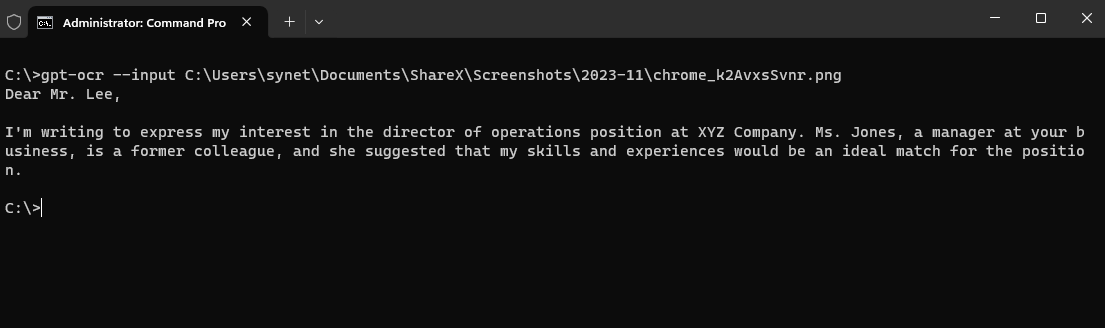 Administrator: Command Pro
C:\>gpt-ocr --input C:\Users\synet\Documents\ShareX\Screenshots\2023-11\chrome_k2AvxsSvnr.png
Dear Mr. Lee,
I'm writing to express my interest in the director of operations position at XYZ Company. Ms. Jones, a manager at your b
usiness, is a former colleague, and she suggested that my skills and experiences would be an ideal match for the positio
n.
C:\>